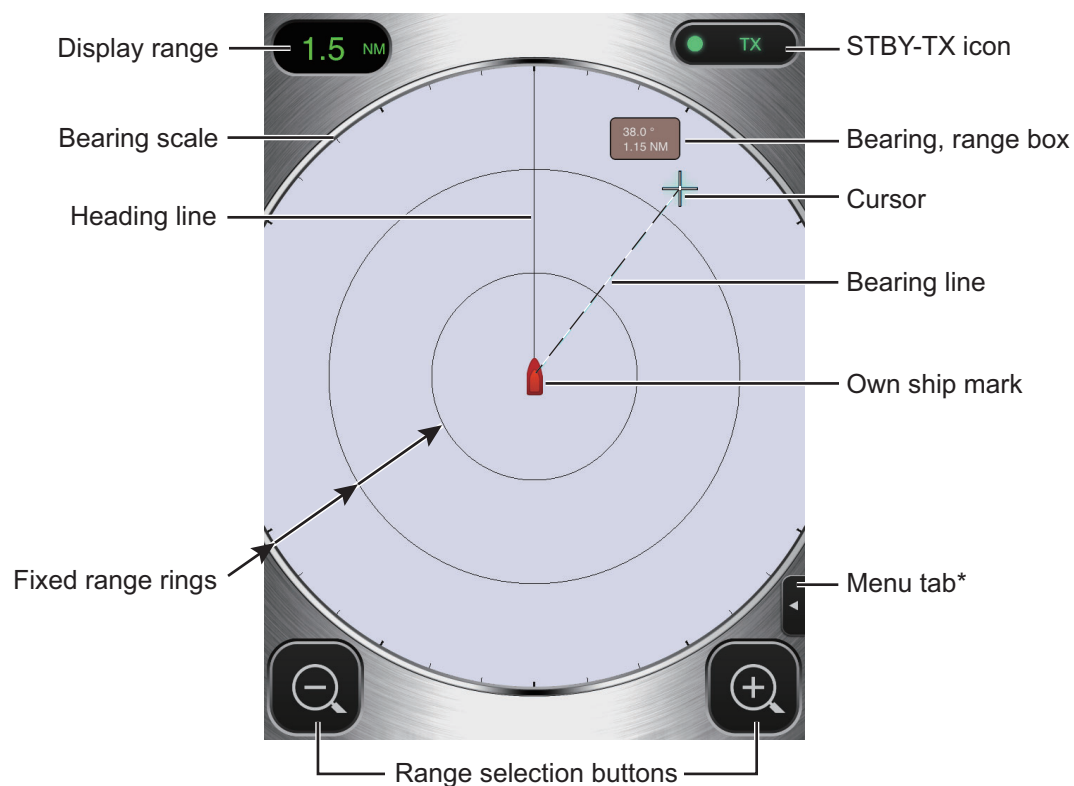 Display range
1.5 NM
TX
STBY-TX icon
Bearing scale
38.0 °
1.15 NM
Bearing, range box
Cursor
Heading line
Bearing line
Own ship mark
Fixed range rings
Menu tab*
Range selection buttons